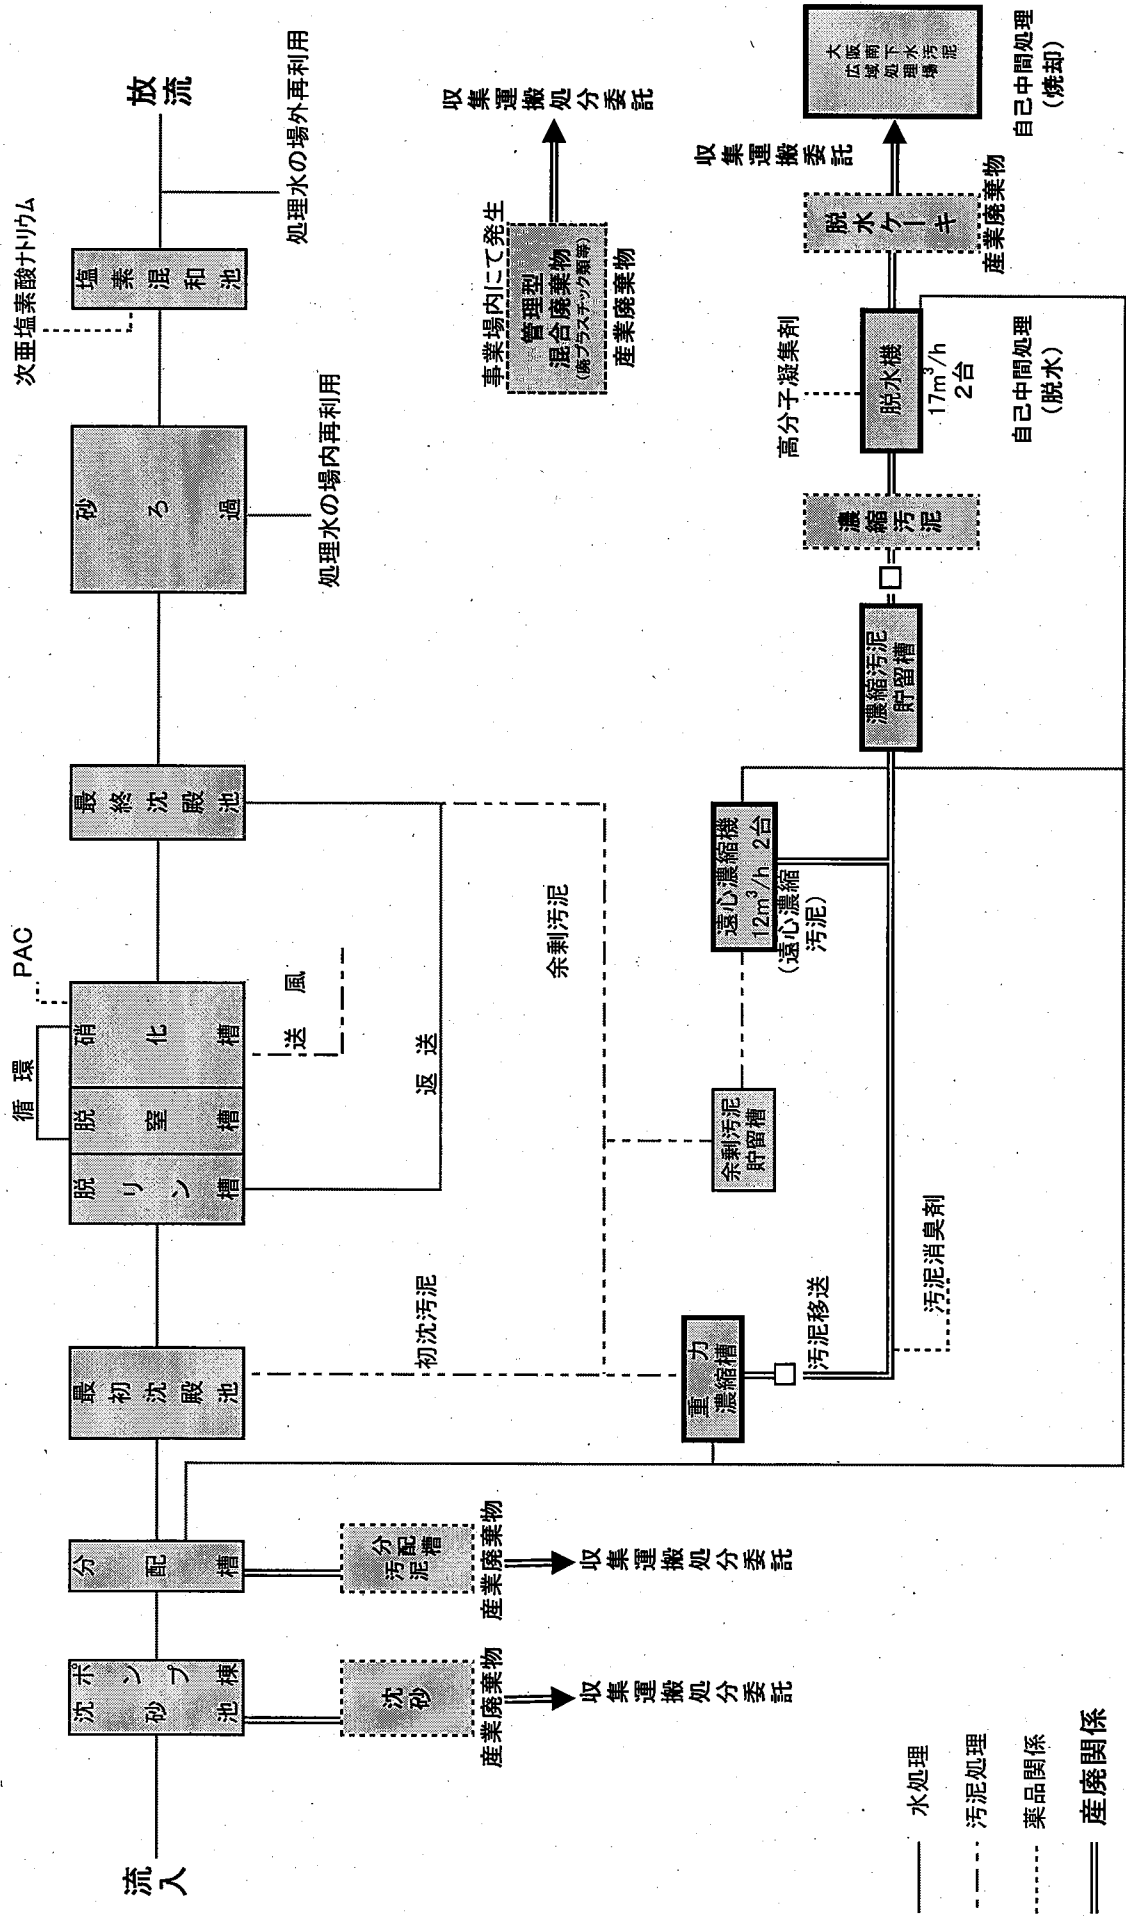 流入
沈砂池
ポンプ棟
分配槽
最初沈殿池
脱リン槽
脱窒槽
硝化槽
循環
PAC
最終沈殿池
砂ろ過
次亜塩素酸ナトリウム
塩素混和池
放流
処理水の場内再利用
処理水の場外再利用
送風
返送
沈砂
産業廃棄物
収集運搬処分委託
分配槽
汚泥
産業廃棄物
収集運搬処分委託
初沈汚泥
余剰汚泥
事業場内にて発生
管理型
混合廃棄物
(廃プラスチック類等)
産業廃棄物
収集運搬処分委託
重力
濃縮槽
汚泥移送
余剰汚泥
貯留槽
遠心濃縮機
12m³/h 2台
(遠心濃縮
汚泥)
汚泥消臭剤
濃縮汚泥
貯留槽
濃縮汚泥
高分子凝集剤
脱水機
17m³/h
2台
自己中間処理
(脱水)
脱水ケーキ
産業廃棄物
収集運搬委託
大阪南下水汚泥
広域処理場
自己中間処理
(焼却)
水処理
汚泥処理
薬品関係
産廃関係